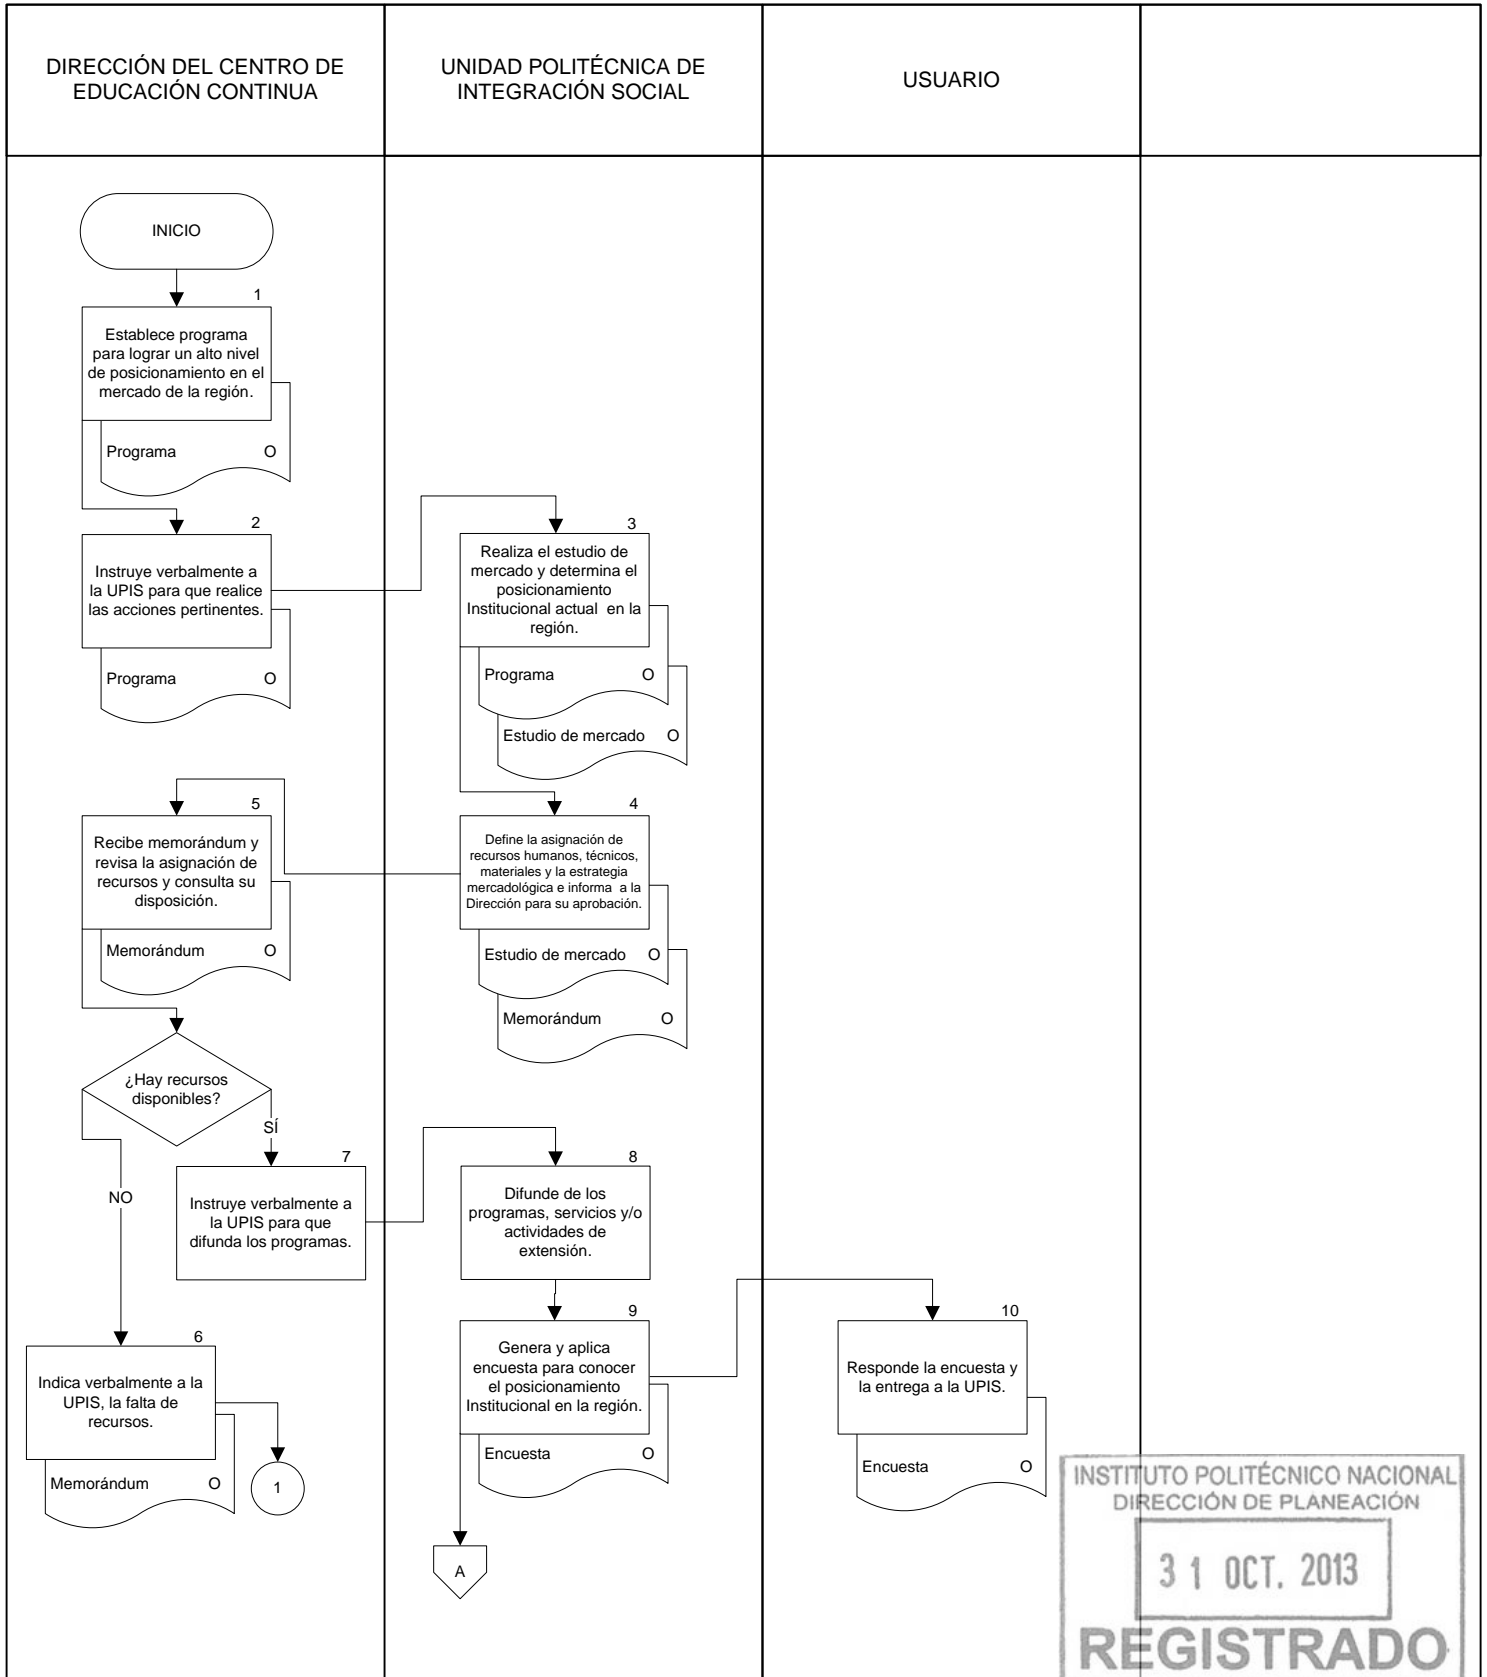 DIRECCIÓN DEL CENTRO DE
EDUCACIÓN CONTINUA
UNIDAD POLITÉCNICA DE
INTEGRACIÓN SOCIAL
USUARIO
INICIO
1
Establece programa
para lograr un alto nivel
de posicionamiento en el
mercado de la región.
Programa O
2
Instruye verbalmente a
la UPIS para que realice
las acciones pertinentes.
Programa O
3
Realiza el estudio de
mercado y determina el
posicionamiento
Institucional actual en la
región.
Programa O
Estudio de mercado O
4
Define la asignación de
recursos humanos, técnicos,
materiales y la estrategia
mercadológica e informa a la
Dirección para su aprobación.
Estudio de mercado O
Memorándum O
5
Recibe memorándum y
revisa la asignación de
recursos y consulta su
disposición.
Memorándum O
¿Hay recursos
disponibles?
SÍ
NO
6
Indica verbalmente a la
UPIS, la falta de
recursos.
Memorándum O
1
7
Instruye verbalmente a
la UPIS para que
difunda los programas.
8
Difunde de los
programas, servicios y/o
actividades de
extensión.
9
Genera y aplica
encuesta para conocer
el posicionamiento
Institucional en la región.
Encuesta O
A
10
Responde la encuesta y
la entrega a la UPIS.
Encuesta O
INSTITUTO POLITÉCNICO NACIONAL
DIRECCIÓN DE PLANEACIÓN
31 OCT. 2013
REGISTRADO